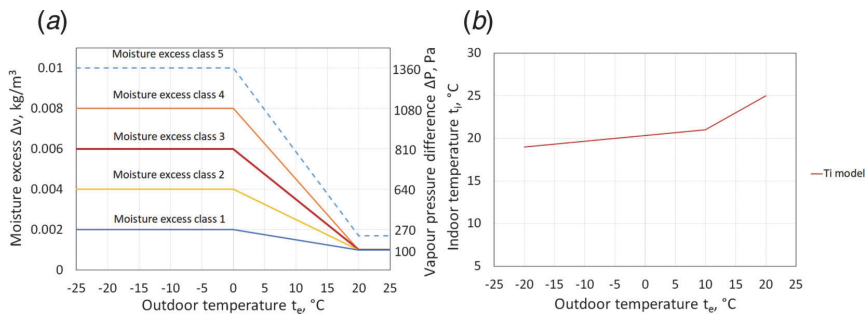 (a)
Moisture excess Δv, kg/m³
0.01
0.008
0.006
0.004
0.002
0
Moisture excess class 5
Moisture excess class 4
Moisture excess class 3
Moisture excess class 2
Moisture excess class 1
1360
1080
810
640
270
100
Vapour pressure difference ΔP, Pa
-25 -20 -15 -10 -5 0 5 10 15 20 25
Outdoor temperature tₑ, °C
(b)
Indoor temperature tᵢ, °C
30
25
20
15
10
5
-25 -20 -15 -10 -5 0 5 10 15 20 25
Outdoor temperature tₑ, °C
Ti model